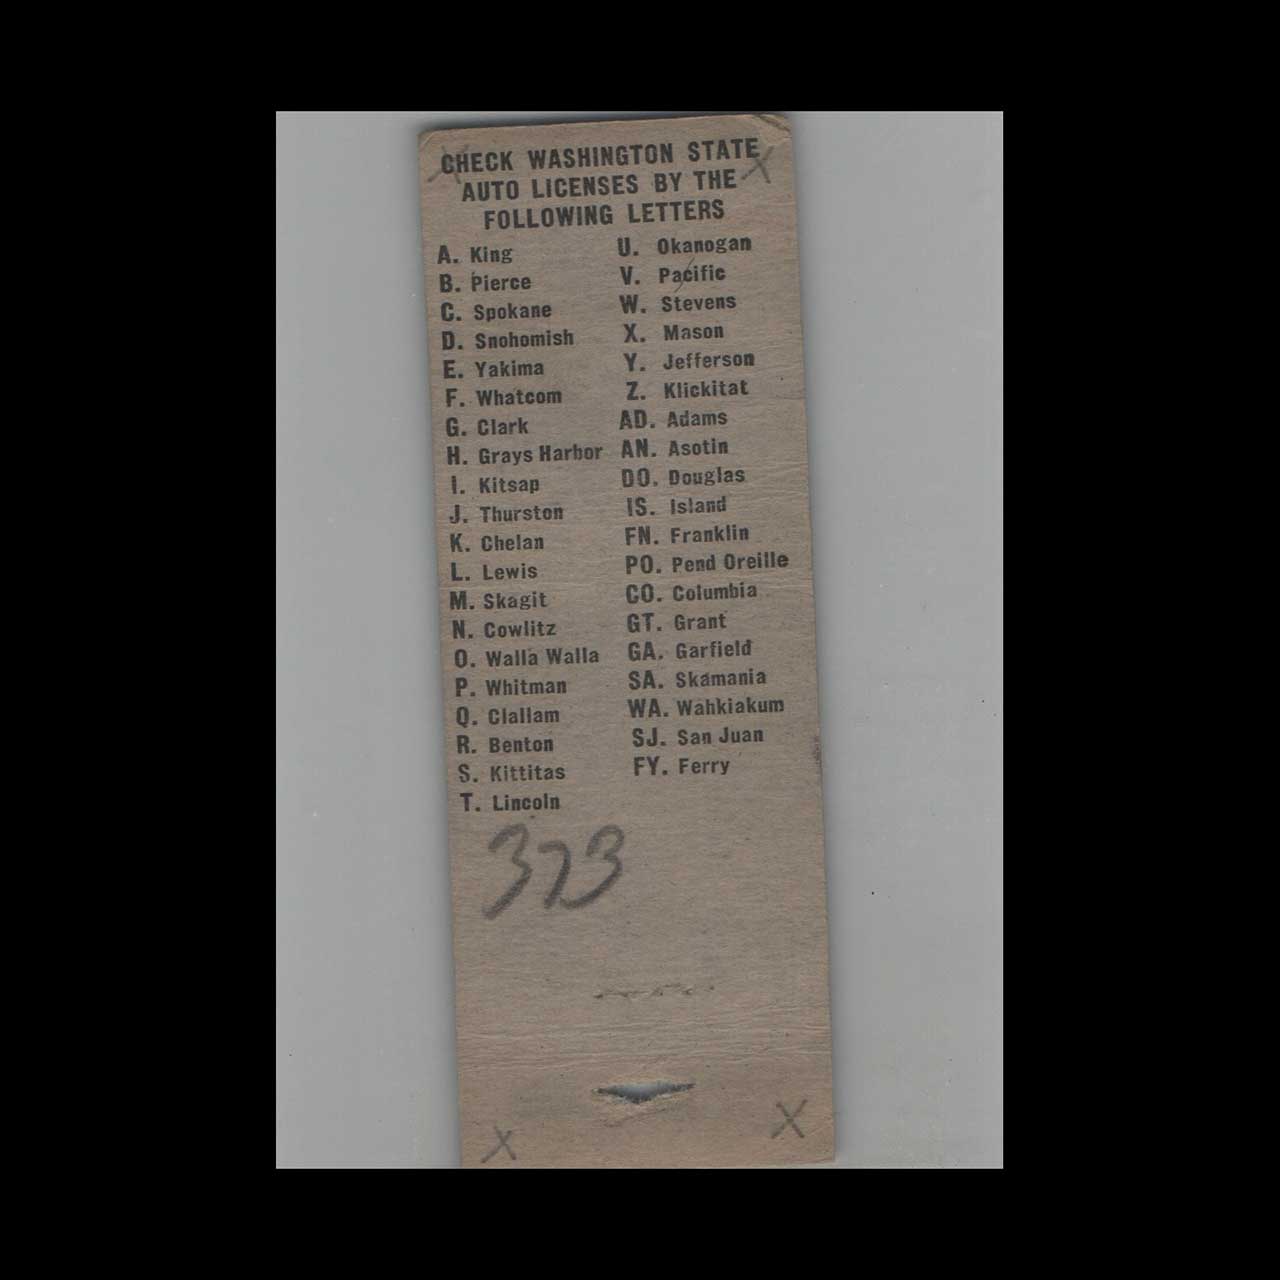 CHECK WASHINGTON STATE
AUTO LICENSES BY THE
FOLLOWING LETTERS
A. King
B. Pierce
C. Spokane
D. Snohomish
E. Yakima
F. Whatcom
G. Clark
H. Grays Harbor
I. Kitsap
J. Thurston
K. Chelan
L. Lewis
M. Skagit
N. Cowlitz
O. Walla Walla
P. Whitman
Q. Clallam
R. Benton
S. Kittitas
T. Lincoln
U. Okanogan
V. Pacific
W. Stevens
X. Mason
Y. Jefferson
Z. Klickitat
AD. Adams
AN. Asotin
DO. Douglas
IS. Island
FN. Franklin
PO. Pend Oreille
CO. Columbia
GT. Grant
GA. Garfield
SA. Skamania
WA. Wahkiakum
SJ. San Juan
FY. Ferry
373
X X